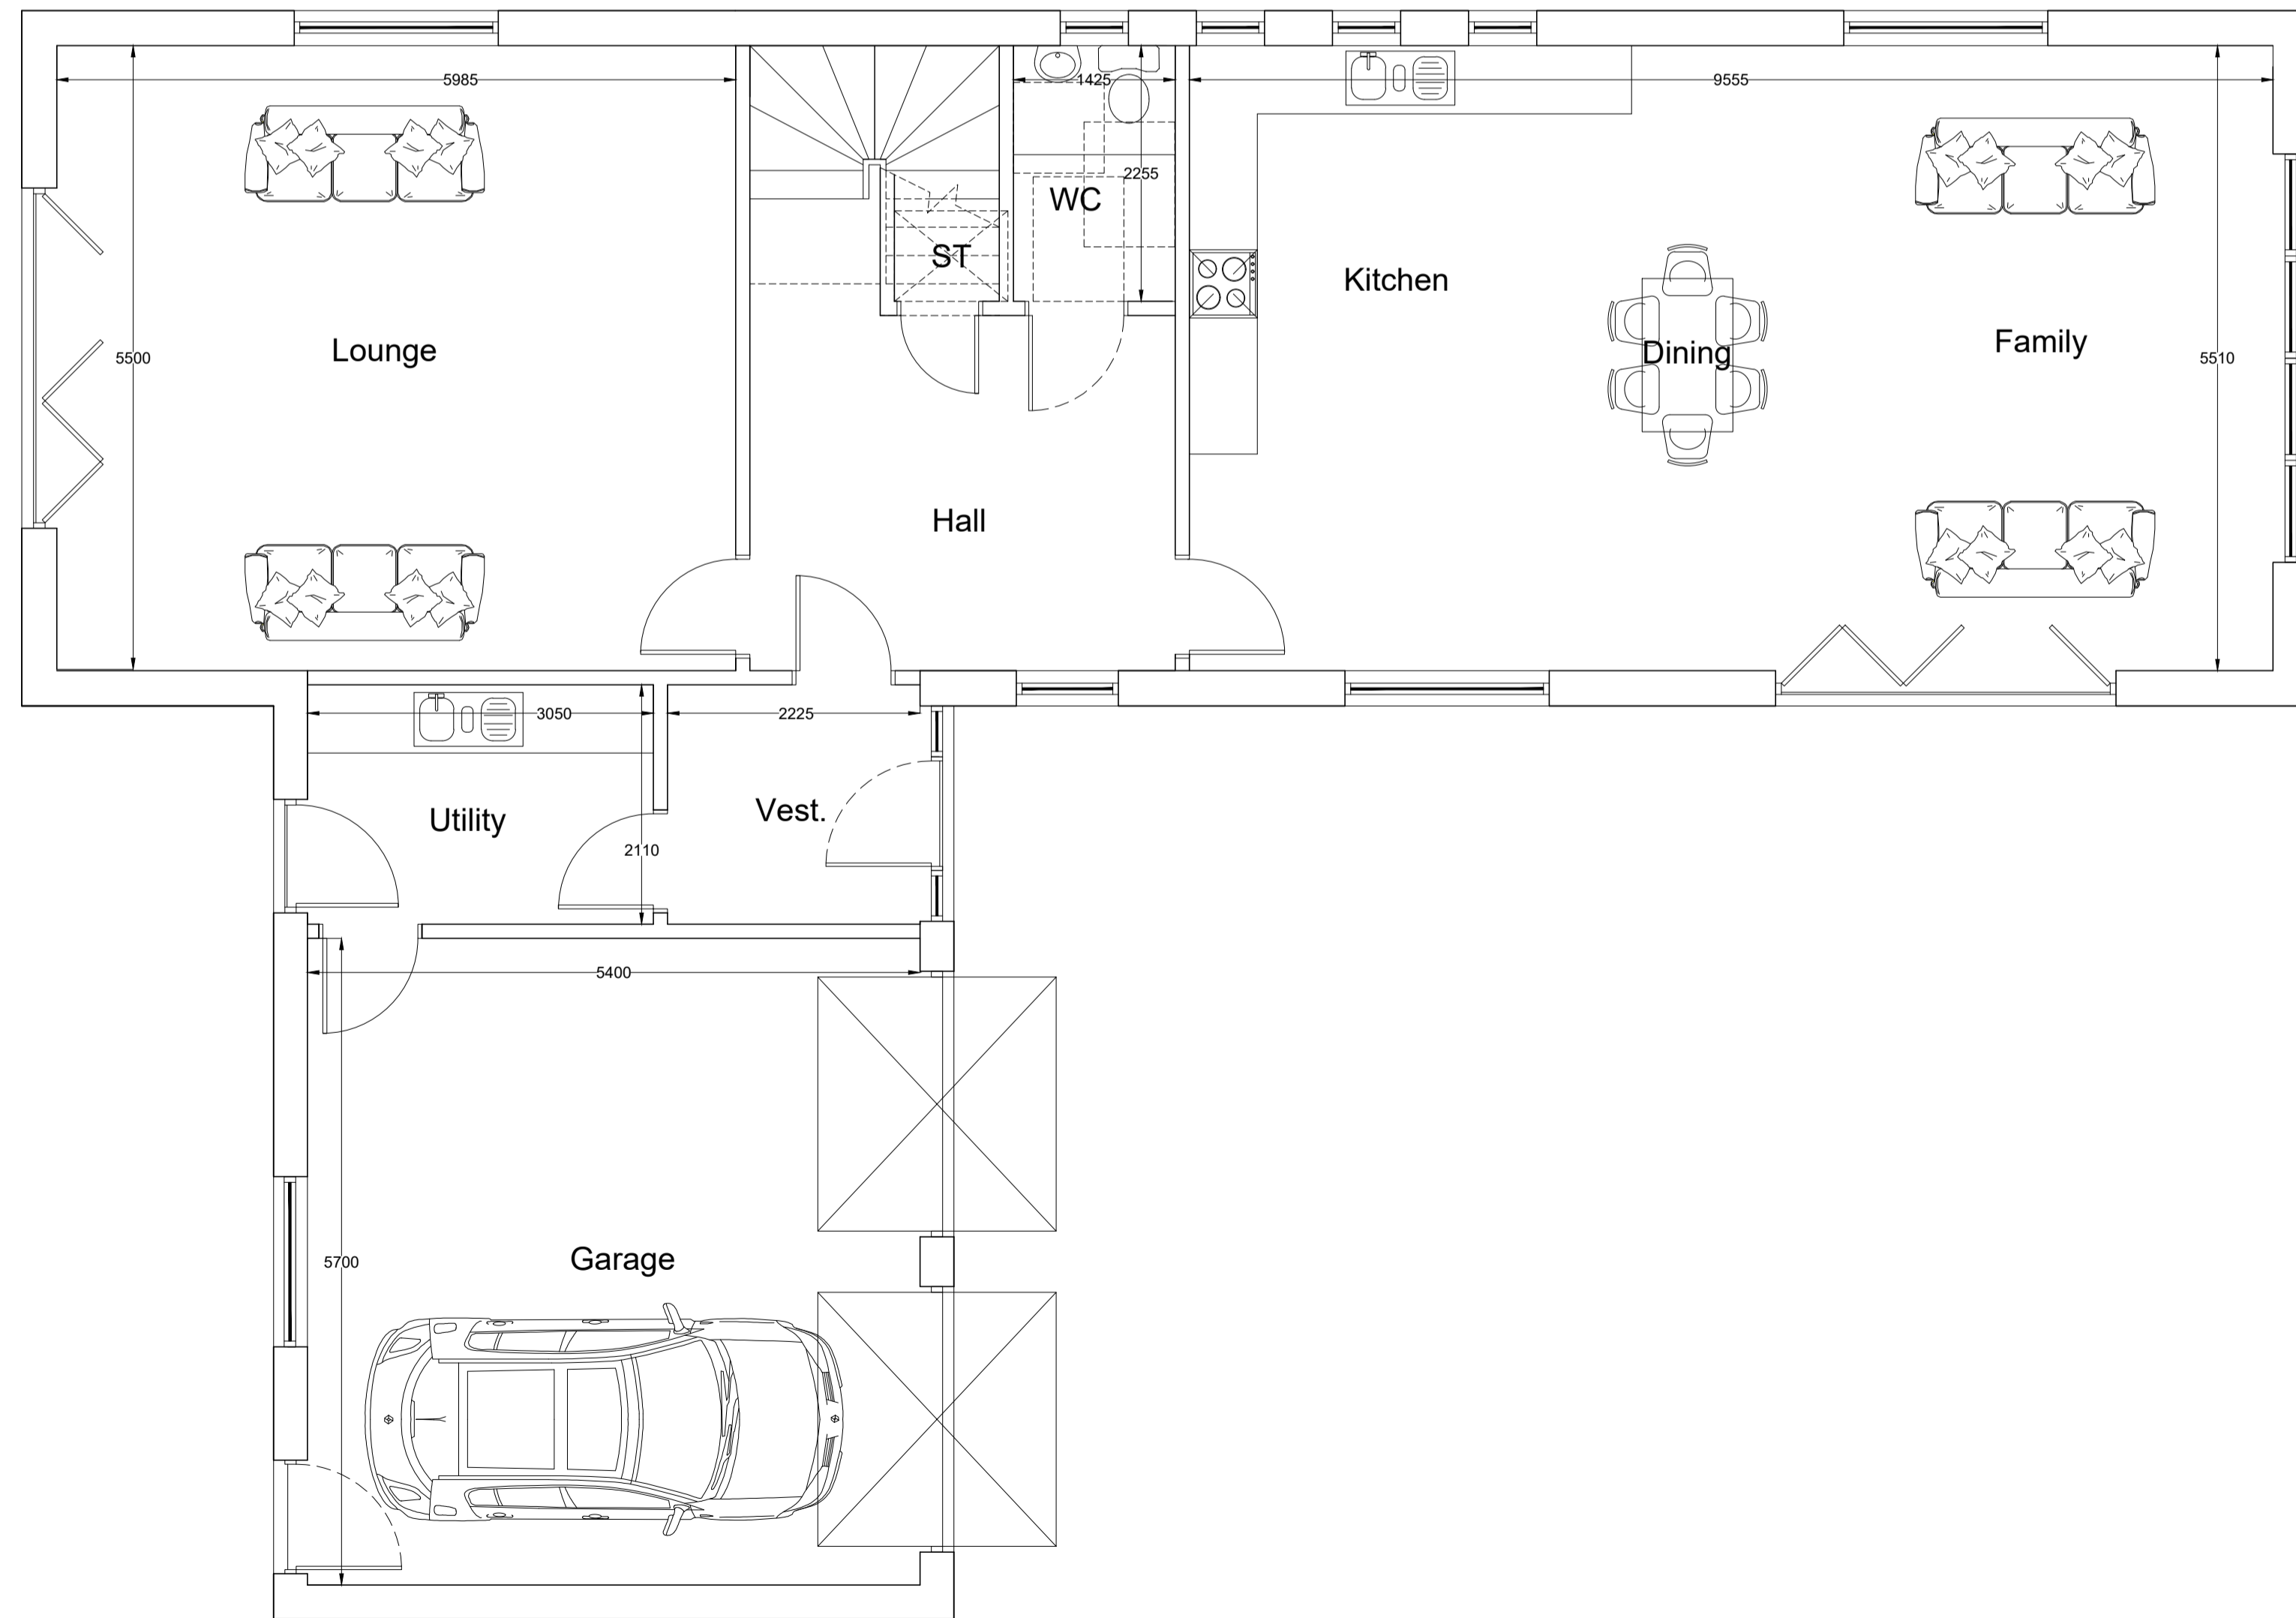 5985
1425
9555
2255
WC
ST
Kitchen
Lounge
5500
Dining
Family
5510
Hall
3050
2225
Utility
Vest.
2110
5400
5700
Garage